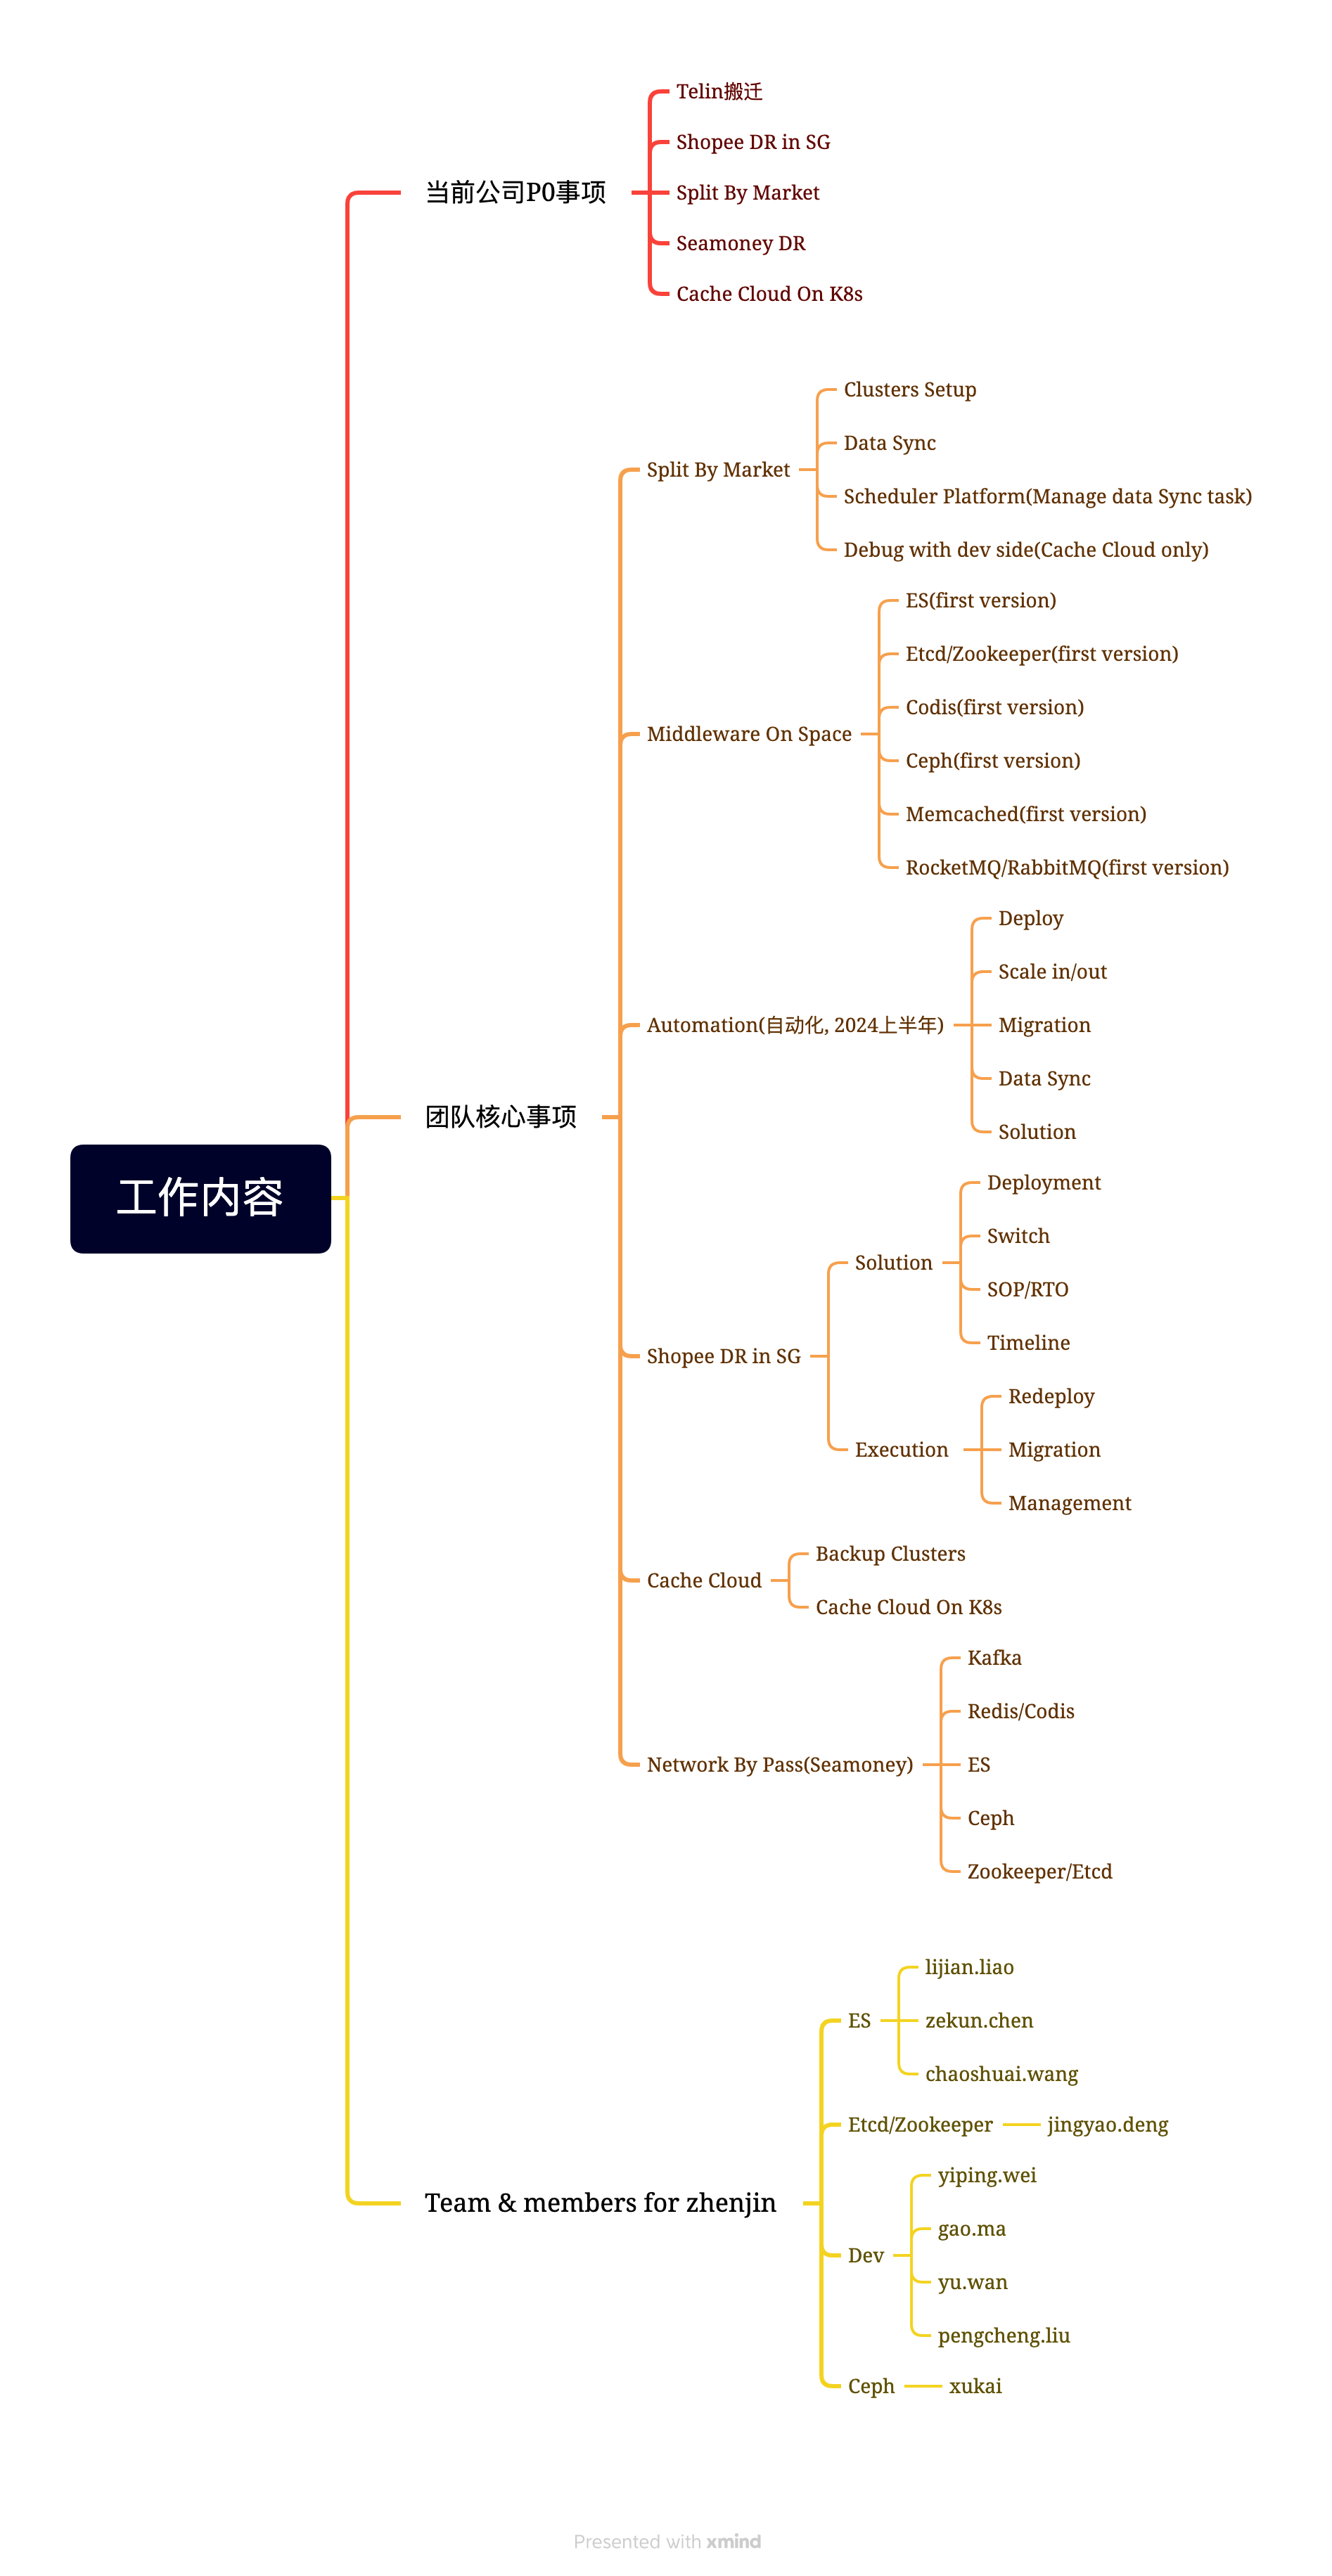 工作内容
当前公司P0事项
Telin搬迁
Shopee DR in SG
Split By Market
Seamoney DR
Cache Cloud On K8s
团队核心事项
Split By Market
Clusters Setup
Data Sync
Scheduler Platform(Manage data Sync task)
Debug with dev side(Cache Cloud only)
Middleware On Space
ES(first version)
Etcd/Zookeeper(first version)
Codis(first version)
Ceph(first version)
Memcached(first version)
RocketMQ/RabbitMQ(first version)
Automation(自动化, 2024上半年)
Deploy
Scale in/out
Migration
Data Sync
Solution
Shopee DR in SG
Solution
Deployment
Switch
SOP/RTO
Timeline
Execution
Redeploy
Migration
Management
Cache Cloud
Backup Clusters
Cache Cloud On K8s
Network By Pass(Seamoney)
Kafka
Redis/Codis
ES
Ceph
Zookeeper/Etcd
Team & members for zhenjin
ES
lijian.liao
zekun.chen
chaoshuai.wang
Etcd/Zookeeper
jingyao.deng
Dev
yiping.wei
gao.ma
yu.wan
pengcheng.liu
Ceph
xukai
Presented with xmind